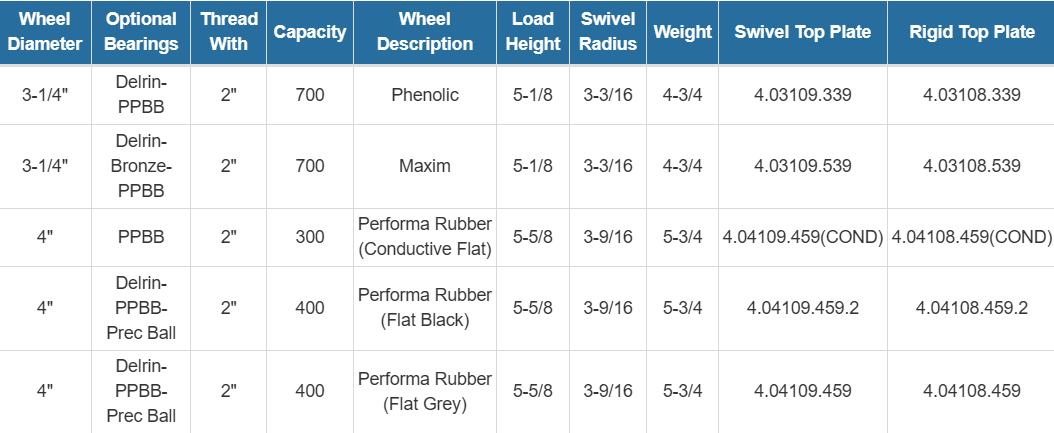 Wheel Diameter Optional Bearings Thread With Capacity Wheel Description Load Height Swivel Radius Weight Swivel Top Plate Rigid Top Plate
3-1/4" Delrin-PPBB 2" 700 Phenolic 5-1/8 3-3/16 4-3/4 4.03109.339 4.03108.339
3-1/4" Delrin-Bronze-PPBB 2" 700 Maxim 5-1/8 3-3/16 4-3/4 4.03109.539 4.03108.539
4" PPBB 2" 300 Performa Rubber (Conductive Flat) 5-5/8 3-9/16 5-3/4 4.04109.459(COND) 4.04108.459(COND)
4" Delrin-PPBB-Prec Ball 2" 400 Performa Rubber (Flat Black) 5-5/8 3-9/16 5-3/4 4.04109.459.2 4.04108.459.2
4" Delrin-PPBB-Prec Ball 2" 400 Performa Rubber (Flat Grey) 5-5/8 3-9/16 5-3/4 4.04109.459 4.04108.459